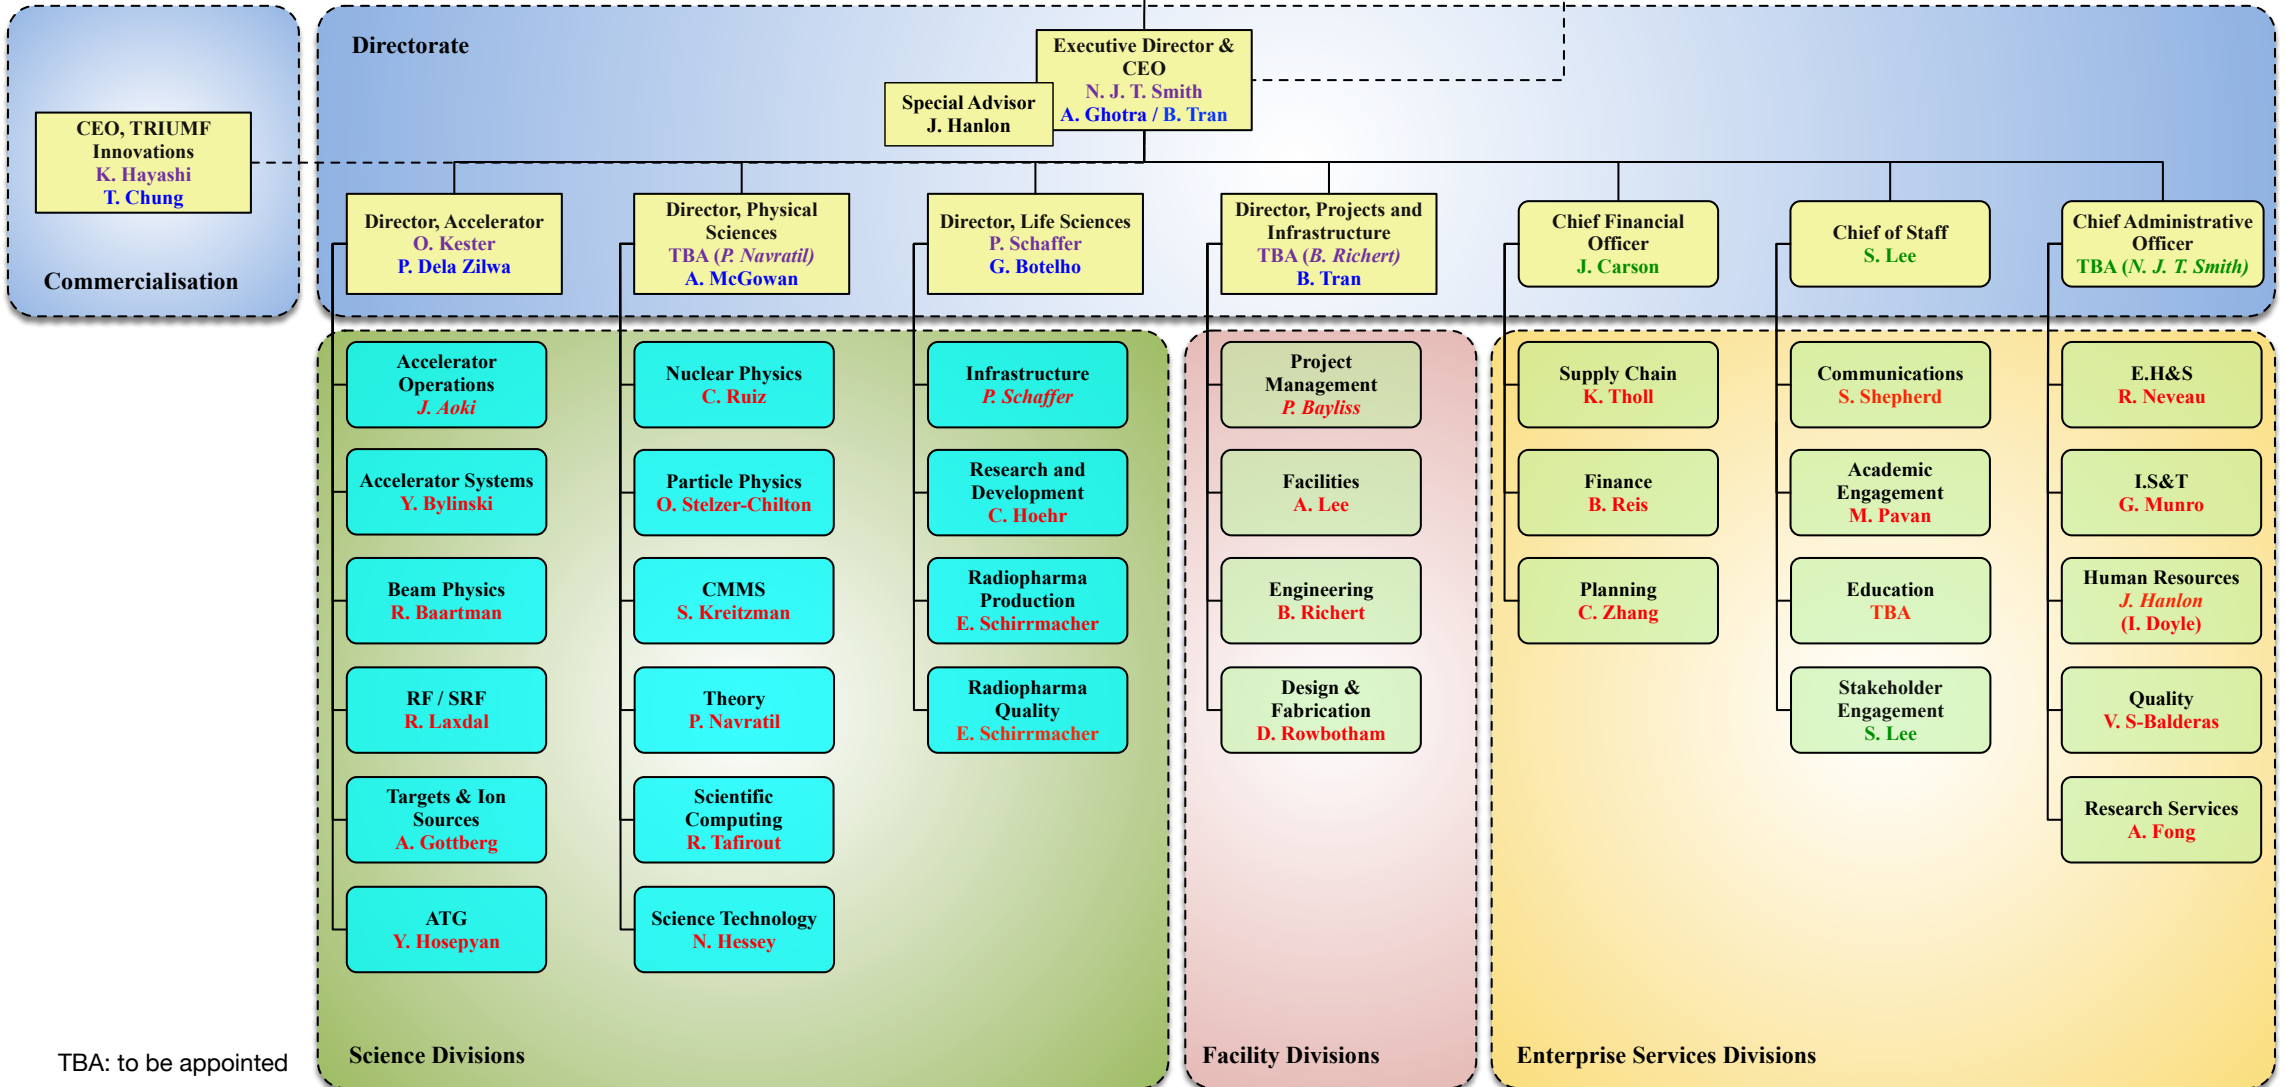 Directorate
Executive Director &
CEO
N. J. T. Smith
A. Ghotra / B. Tran
Special Advisor
J. Hanlon
CEO, TRIUMF
Innovations
K. Hayashi
T. Chung
Commercialisation
Director, Accelerator
O. Kester
P. Dela Zilwa
Director, Physical
Sciences
TBA (P. Navratil)
A. McGowan
Director, Life Sciences
P. Schaffer
G. Botelho
Director, Projects and
Infrastructure
TBA (B. Richert)
B. Tran
Chief Financial
Officer
J. Carson
Chief of Staff
S. Lee
Chief Administrative
Officer
TBA (N. J. T. Smith)
Accelerator
Operations
J. Aoki
Accelerator Systems
Y. Bylinski
Beam Physics
R. Baartman
RF / SRF
R. Laxdal
Targets & Ion
Sources
A. Gottberg
ATG
Y. Hosepyan
Nuclear Physics
C. Ruiz
Particle Physics
O. Stelzer-Chilton
CMMS
S. Kreitzman
Theory
P. Navratil
Scientific
Computing
R. Tafirout
Science Technology
N. Hessey
Infrastructure
P. Schaffer
Research and
Development
C. Hoehr
Radiopharma
Production
E. Schirrmacher
Radiopharma
Quality
E. Schirrmacher
Science Divisions
Project
Management
P. Bayliss
Facilities
A. Lee
Engineering
B. Richert
Design &
Fabrication
D. Rowbotham
Facility Divisions
Supply Chain
K. Tholl
Finance
B. Reis
Planning
C. Zhang
Communications
S. Shepherd
Academic
Engagement
M. Pavan
Education
TBA
Stakeholder
Engagement
S. Lee
E.H&S
R. Neveau
I.S&T
G. Munro
Human Resources
J. Hanlon
(I. Doyle)
Quality
V. S-Balderas
Research Services
A. Fong
Enterprise Services Divisions
TBA: to be appointed